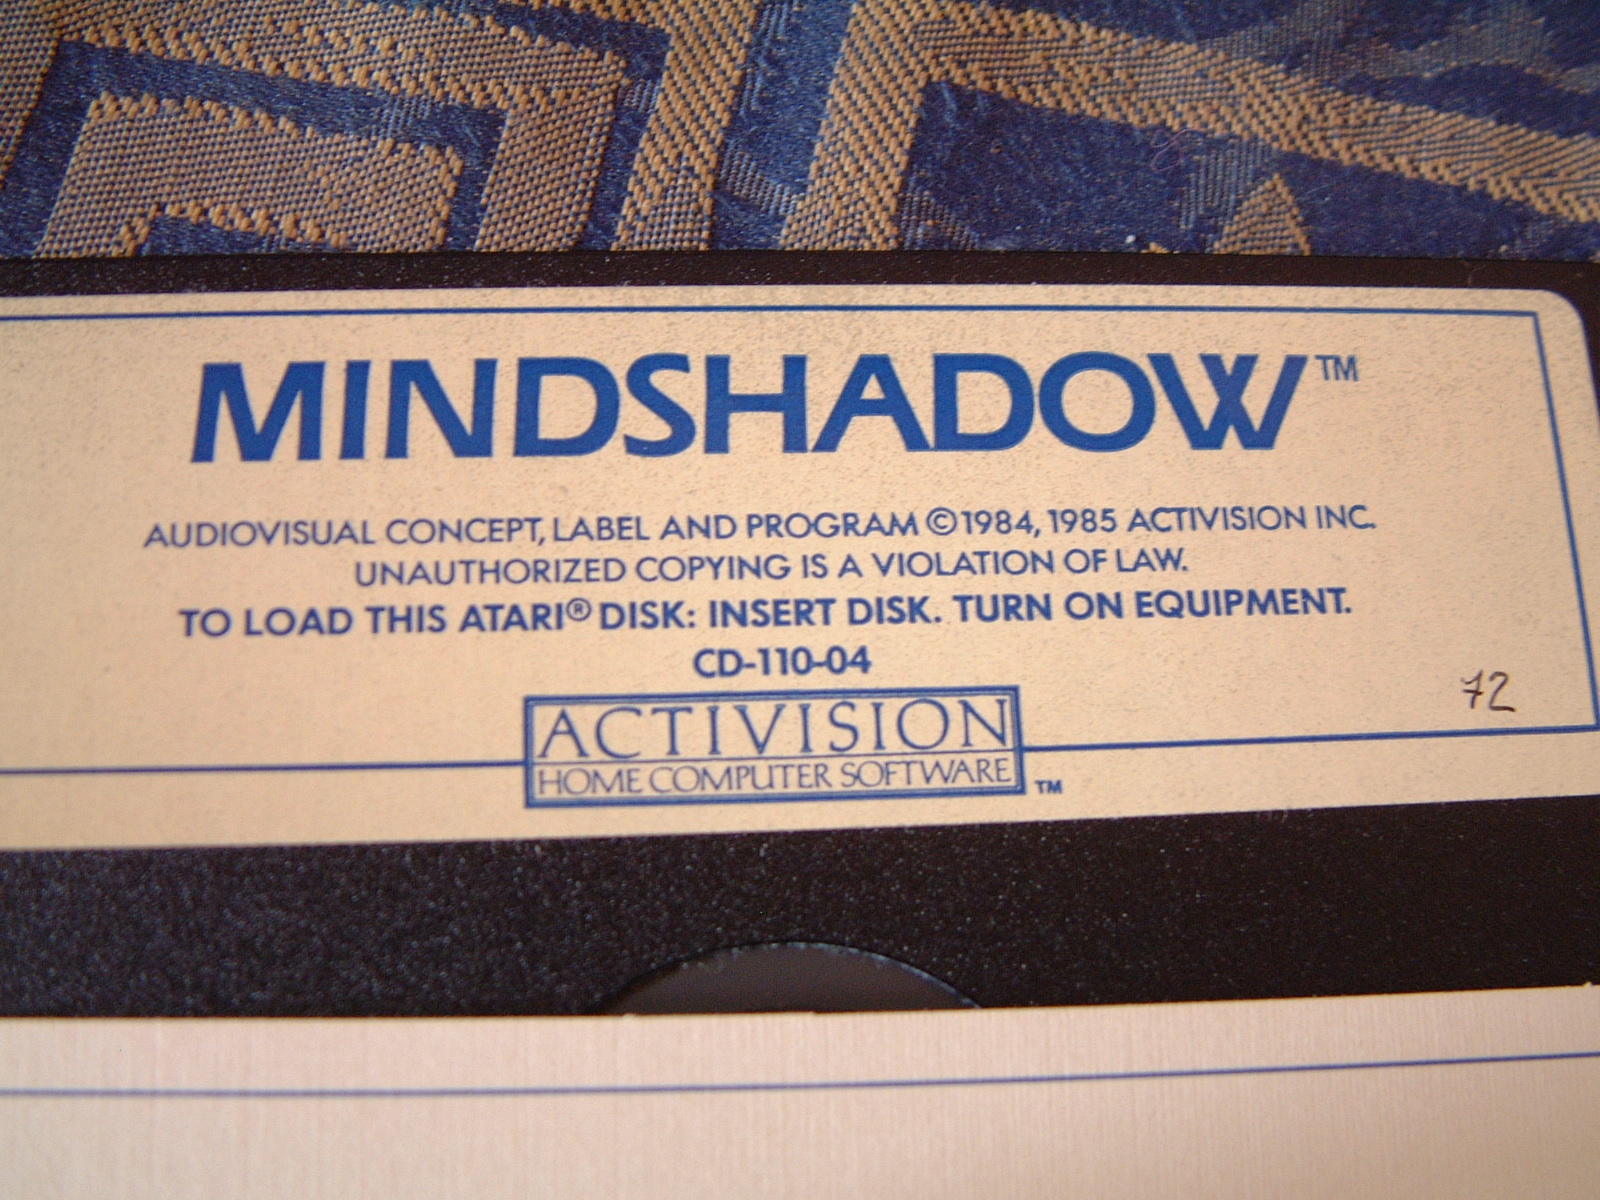 MINDSHADOW™
AUDIOVISUAL CONCEPT, LABEL AND PROGRAM ©1984, 1985 ACTIVISION INC.
UNAUTHORIZED COPYING IS A VIOLATION OF LAW.
TO LOAD THIS ATARI® DISK: INSERT DISK. TURN ON EQUIPMENT.
CD-110-04
72
ACTIVISION
HOME COMPUTER SOFTWARE ™